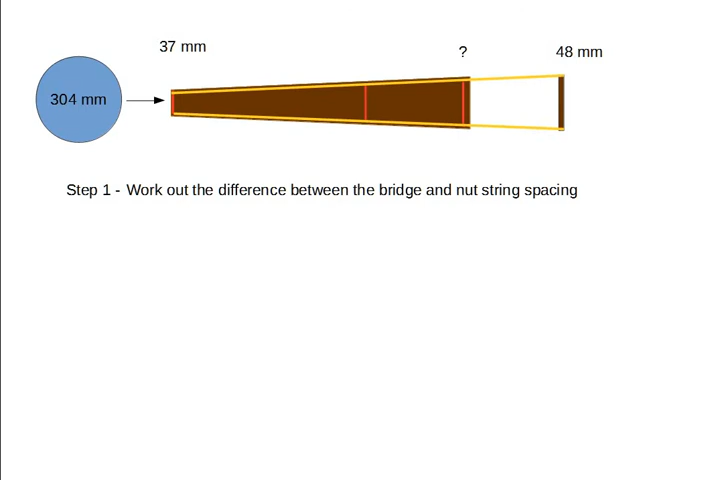 37 mm
?
48 mm
304 mm
Step 1 - Work out the difference between the bridge and nut string spacing